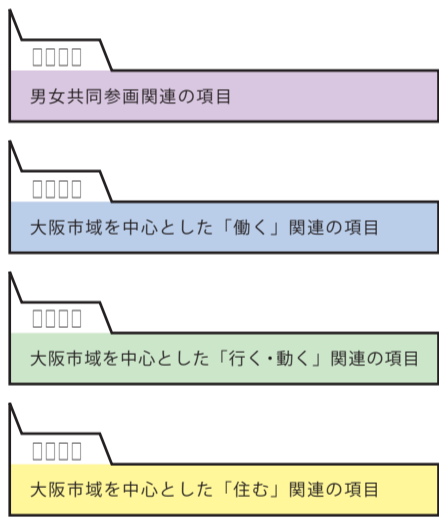 男女共同参画関連の項目
大阪市域を中心とした「働く」関連の項目
大阪市域を中心とした「行く・動く」関連の項目
大阪市域を中心とした「住む」関連の項目